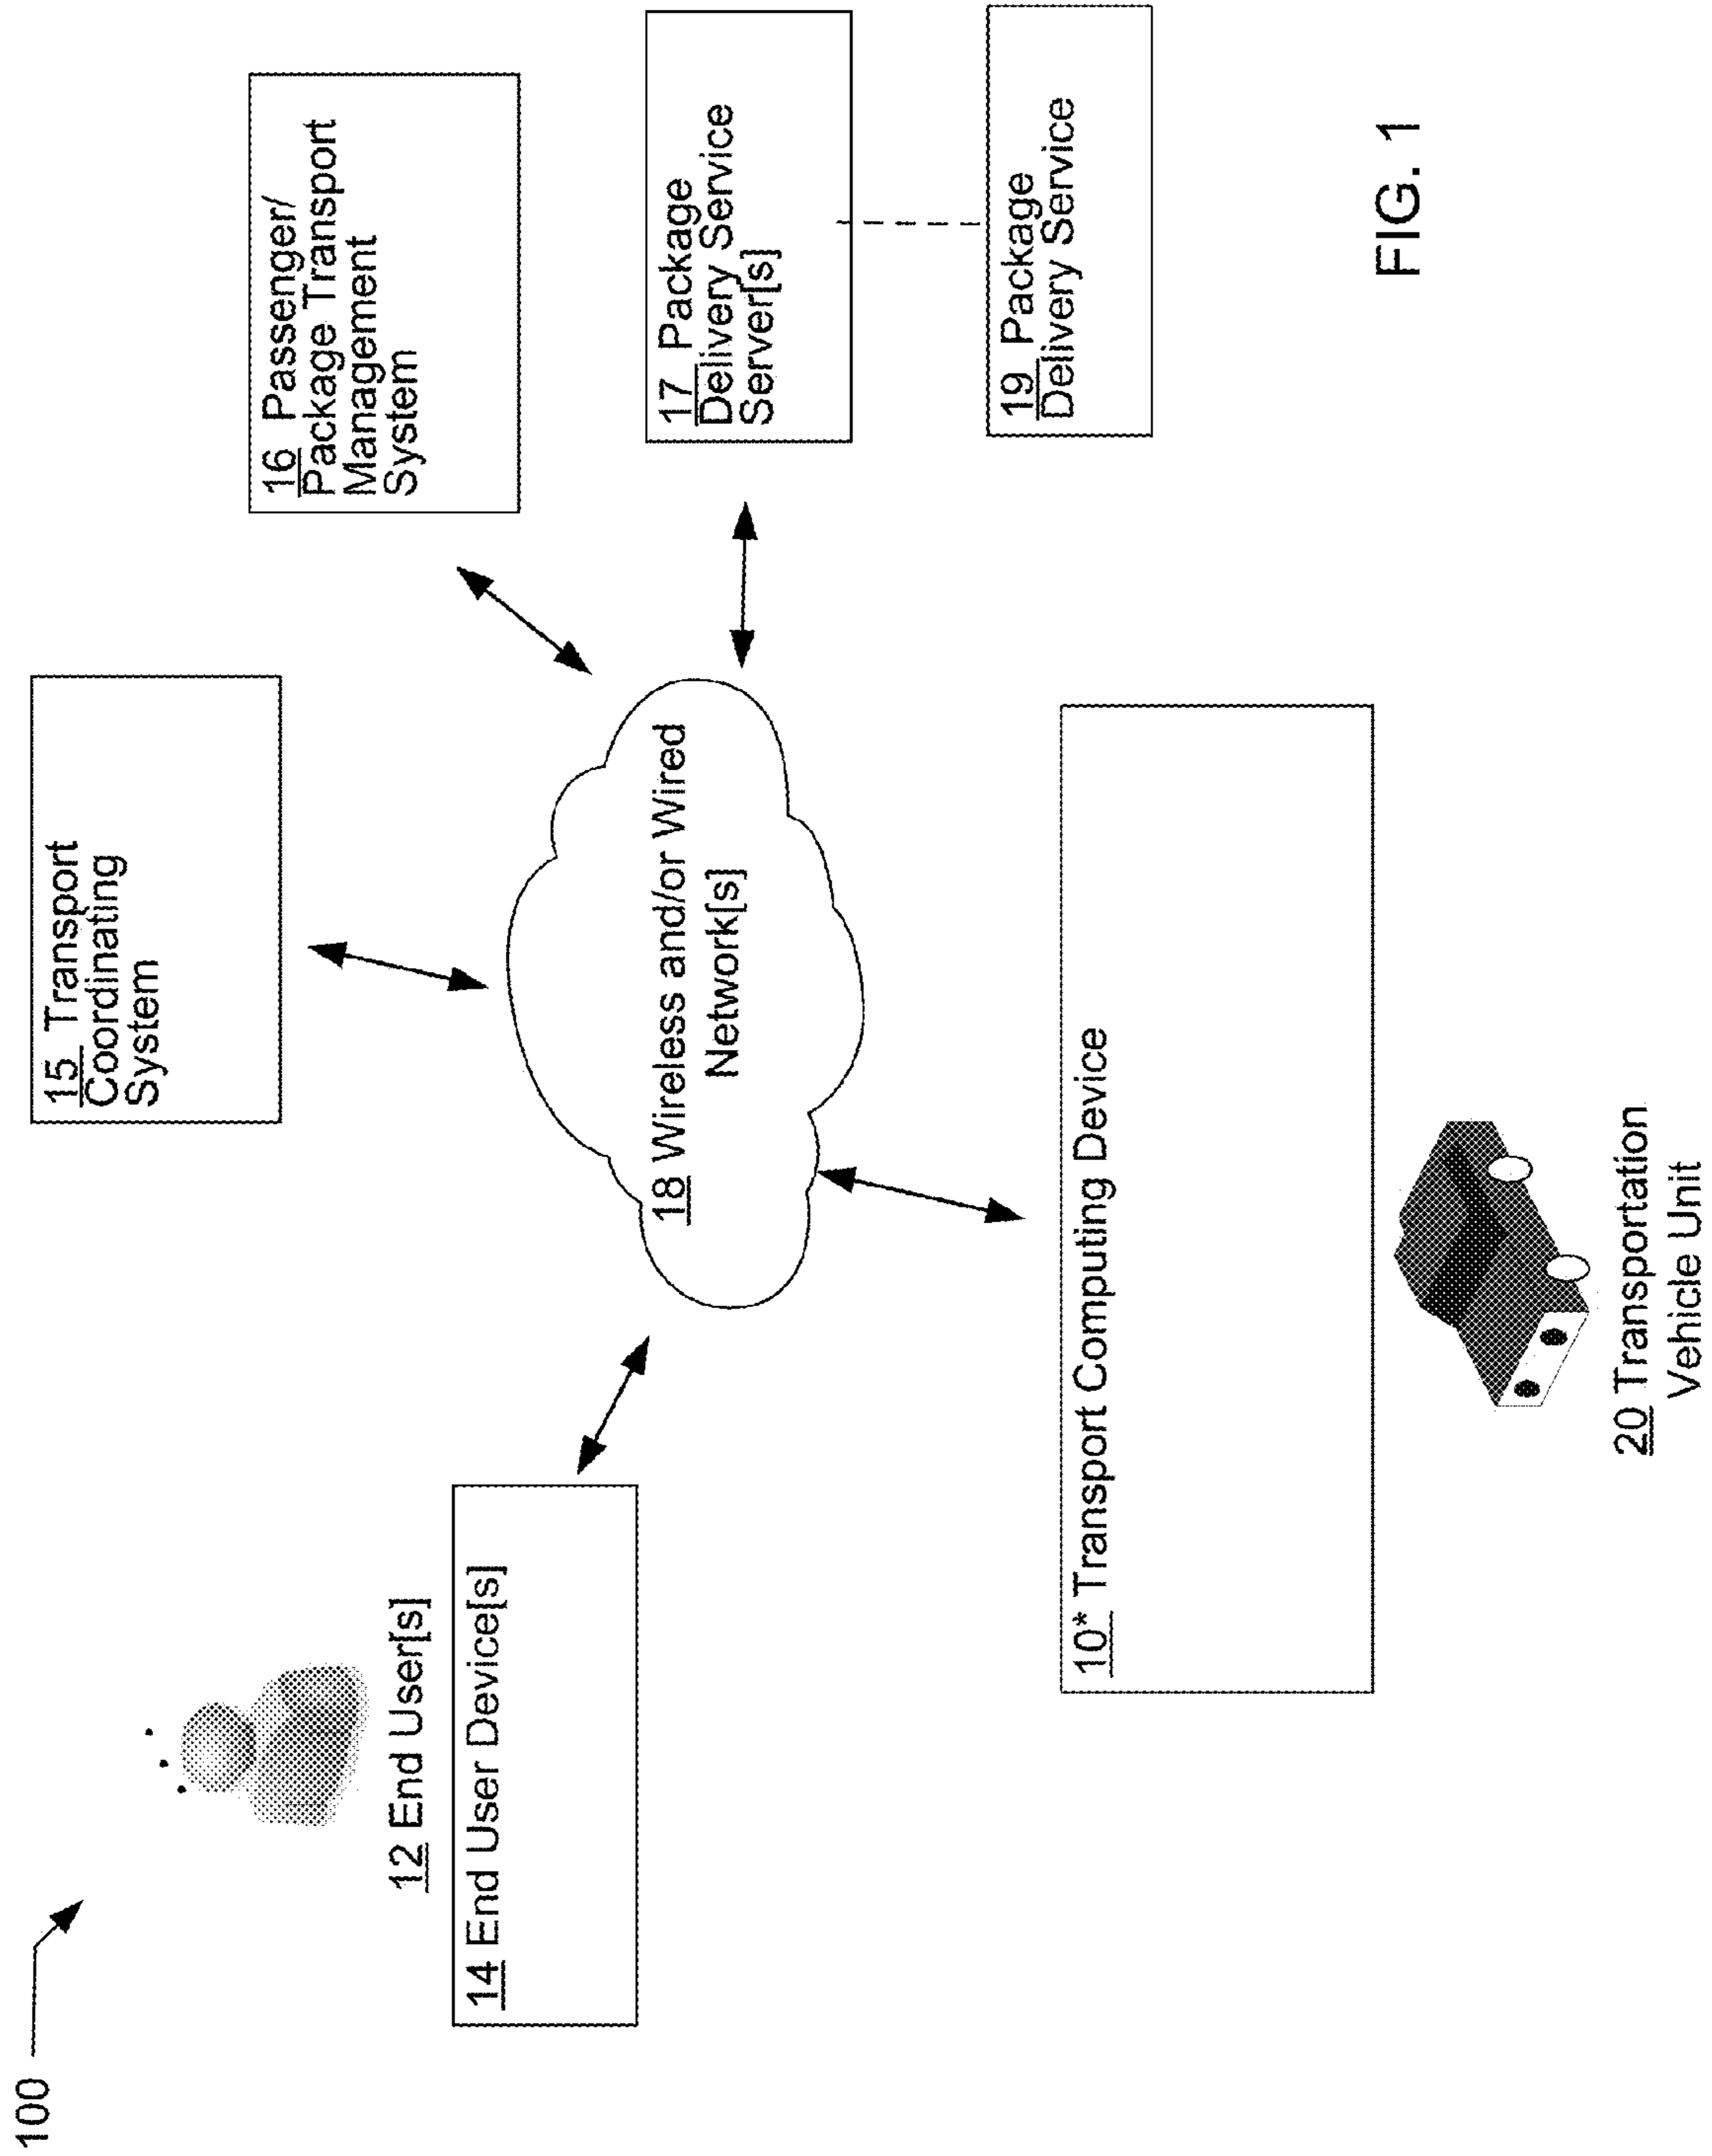 100
12 End User[s]
14 End User Device[s]
15 Transport
Coordinating
System
16 Passenger/
Package Transport
Management
System
18 Wireless and/or Wired
Network[s]
17 Package
Delivery Service
Server[s]
19 Package
Delivery Service
10* Transport Computing Device
20 Transportation
Vehicle Unit
FIG. 1